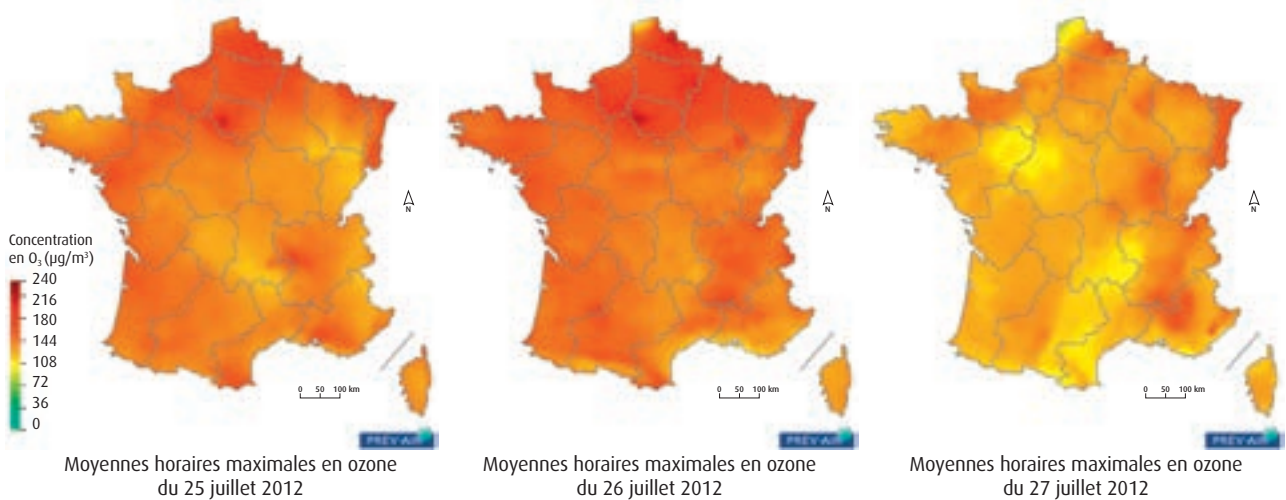 Concentration
en O₃ (µg/m³)
240
216
180
144
108
72
36
0
N
0 50 100 km
PREV'AIR
Moyennes horaires maximales en ozone
du 25 juillet 2012
N
0 50 100 km
PREV'AIR
Moyennes horaires maximales en ozone
du 26 juillet 2012
N
0 50 100 km
PREV'AIR
Moyennes horaires maximales en ozone
du 27 juillet 2012